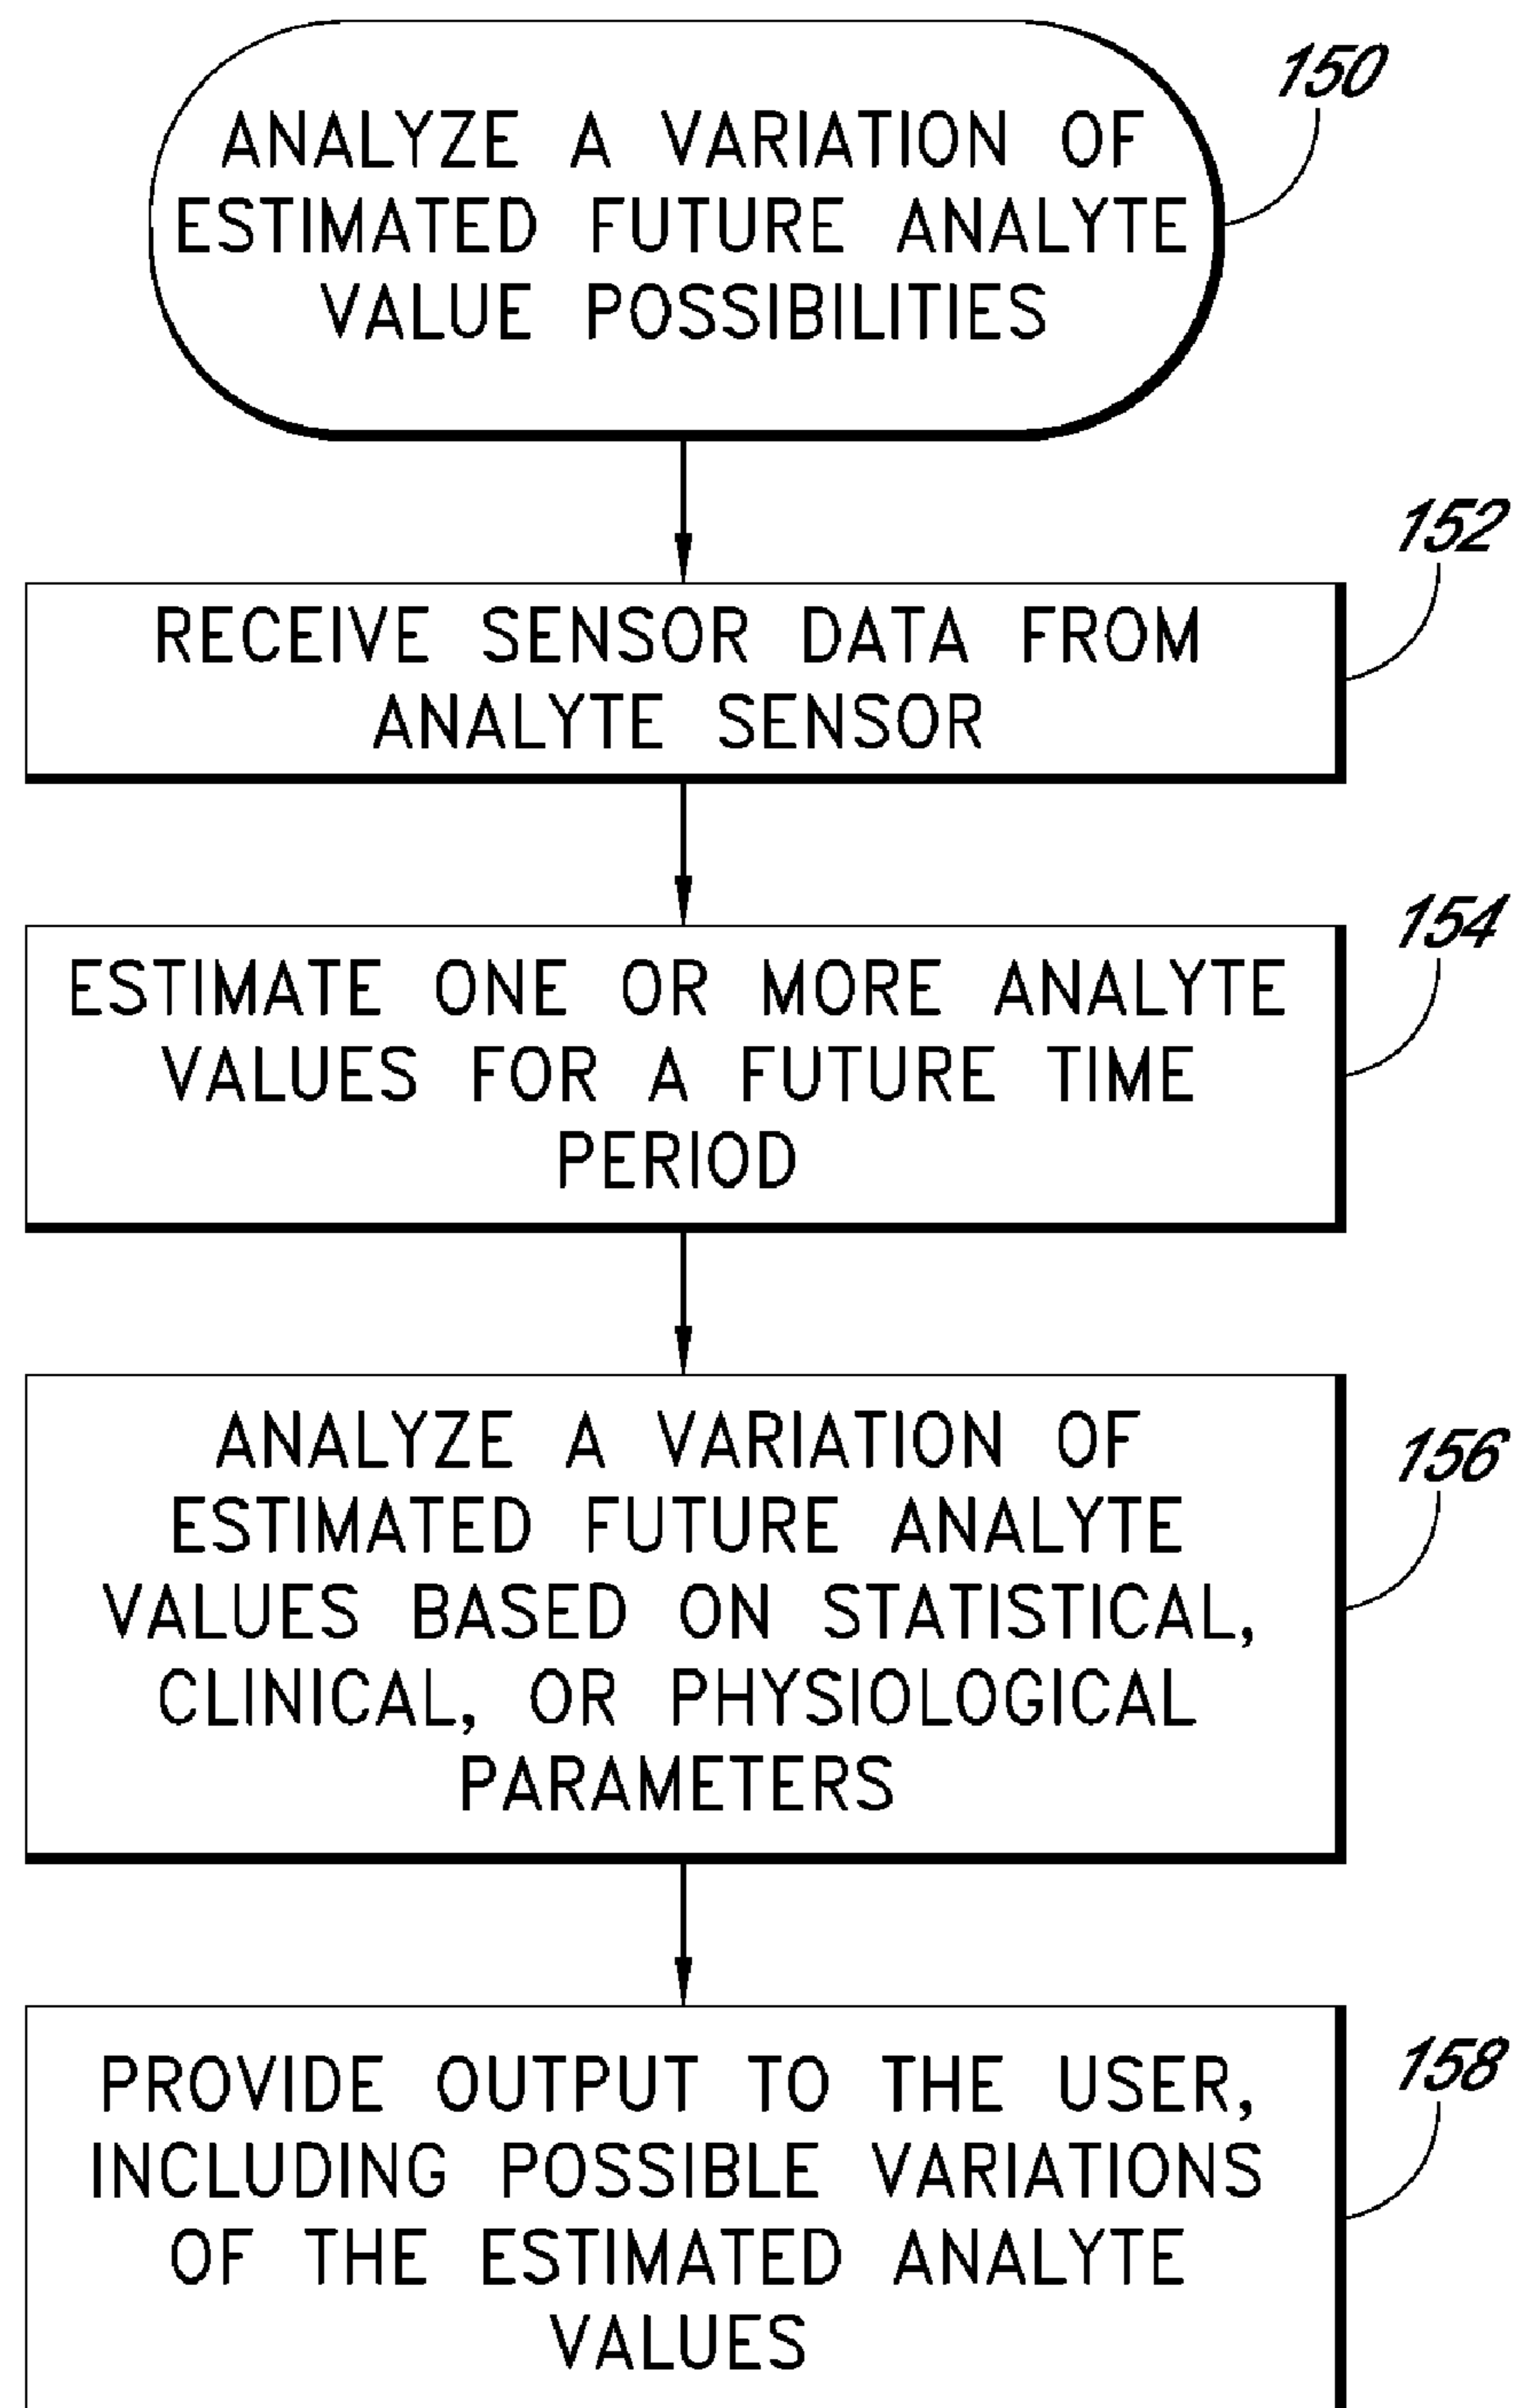 150
ANALYZE A VARIATION OF
ESTIMATED FUTURE ANALYTE
VALUE POSSIBILITIES
152
RECEIVE SENSOR DATA FROM
ANALYTE SENSOR
154
ESTIMATE ONE OR MORE ANALYTE
VALUES FOR A FUTURE TIME
PERIOD
156
ANALYZE A VARIATION OF
ESTIMATED FUTURE ANALYTE
VALUES BASED ON STATISTICAL,
CLINICAL, OR PHYSIOLOGICAL
PARAMETERS
158
PROVIDE OUTPUT TO THE USER,
INCLUDING POSSIBLE VARIATIONS
OF THE ESTIMATED ANALYTE
VALUES